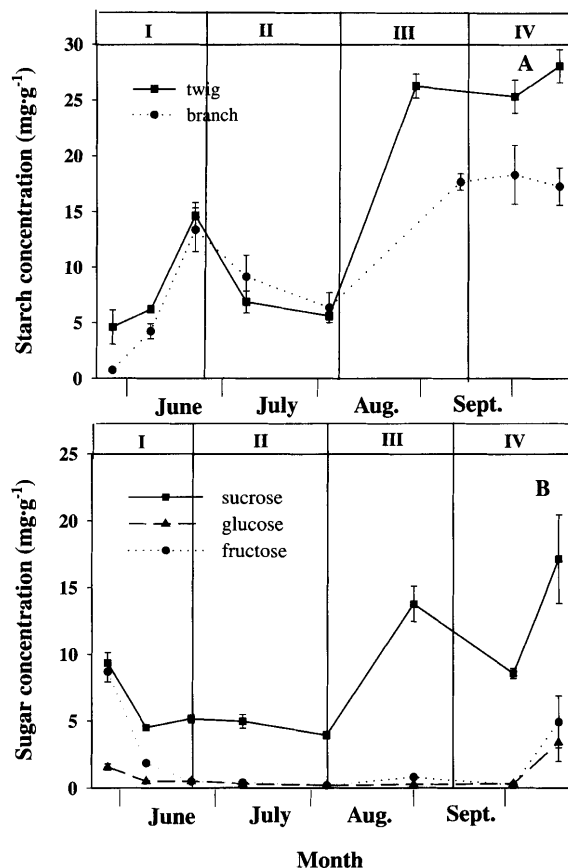 I II III IV
A
30
25
20
15
10
5
0
twig
branch
Starch concentration (mg·g-1)
June July Aug. Sept.
I II III IV
B
25
20
15
10
5
0
sucrose
glucose
fructose
Sugar concentration (mg·g-1)
June July Aug. Sept.
Month